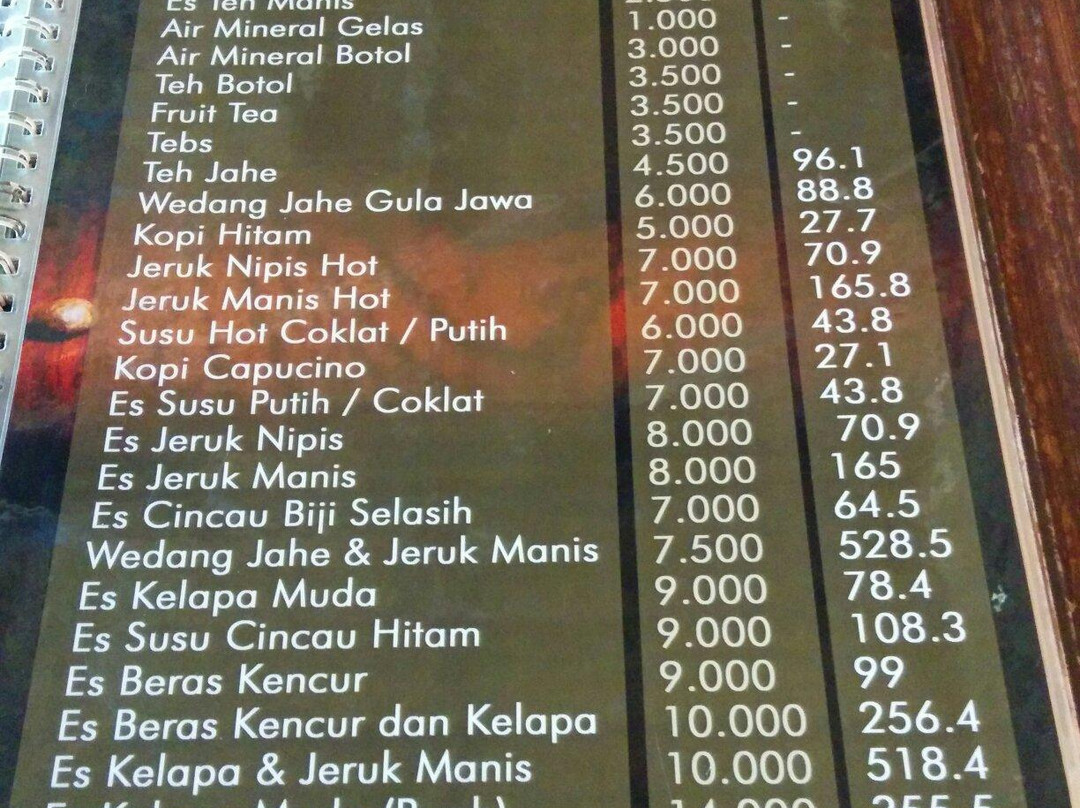 Es Teh Manis
Air Mineral Gelas 1.000 -
Air Mineral Botol 3.000 -
Teh Botol 3.500 -
Fruit Tea 3.500 -
Tebs 3.500 -
Teh Jahe 4.500 96.1
Wedang Jahe Gula Jawa 6.000 88.8
Kopi Hitam 5.000 27.7
Jeruk Nipis Hot 7.000 70.9
Jeruk Manis Hot 7.000 165.8
Susu Hot Coklat / Putih 6.000 43.8
Kopi Capucino 7.000 27.1
Es Susu Putih / Coklat 7.000 43.8
Es Jeruk Nipis 8.000 70.9
Es Jeruk Manis 8.000 165
Es Cincau Biji Selasih 7.000 64.5
Wedang Jahe & Jeruk Manis 7.500 528.5
Es Kelapa Muda 9.000 78.4
Es Susu Cincau Hitam 9.000 108.3
Es Beras Kencur 9.000 99
Es Beras Kencur dan Kelapa 10.000 256.4
Es Kelapa & Jeruk Manis 10.000 518.4